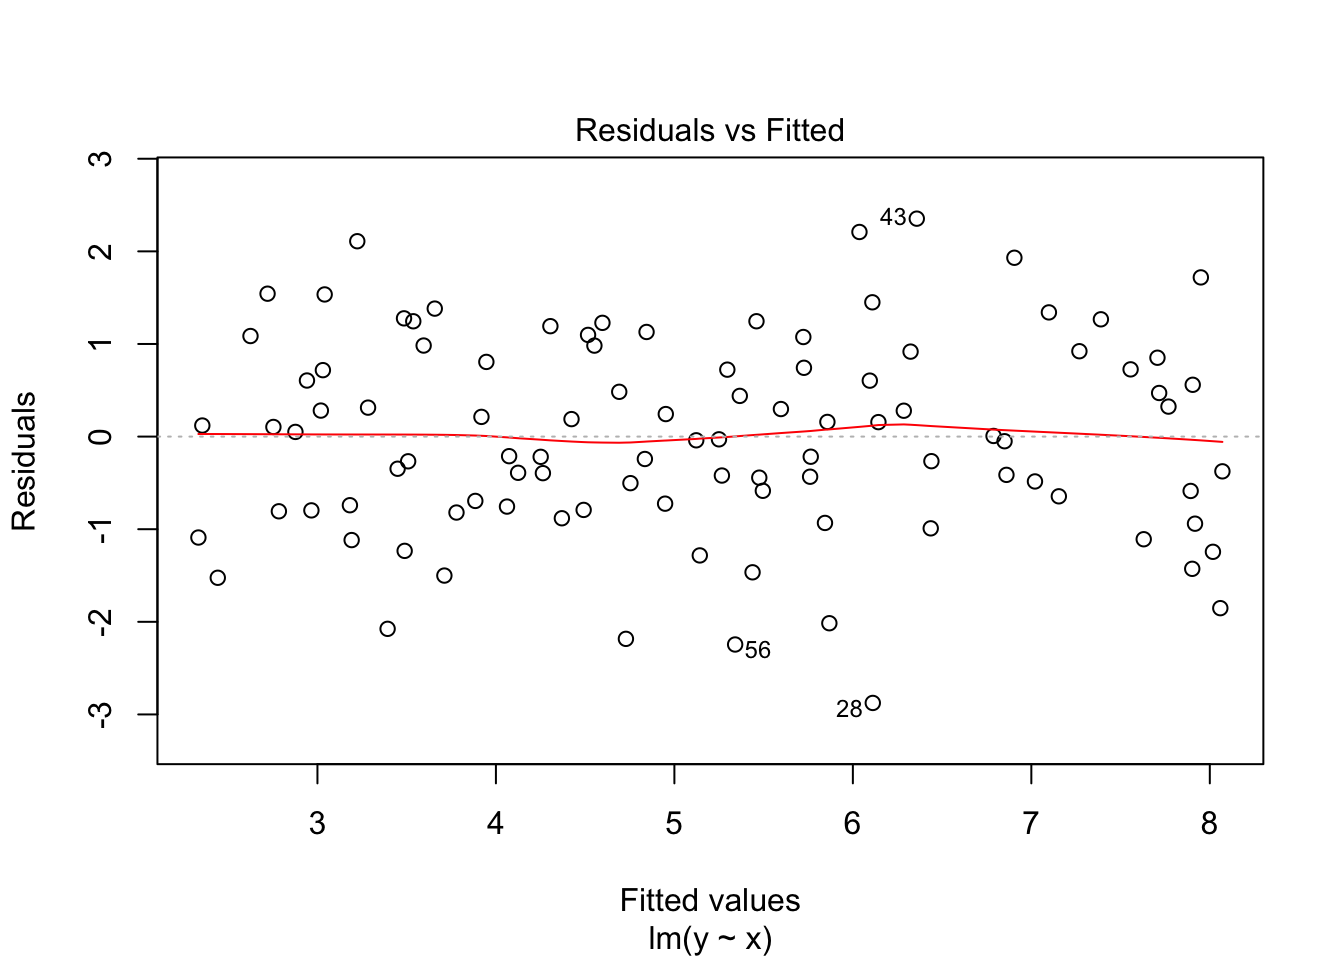 Residuals vs Fitted
3
2
1
0
-1
-2
-3
Residuals
43
56
28
3 4 5 6 7 8
Fitted values
lm(y ~ x)